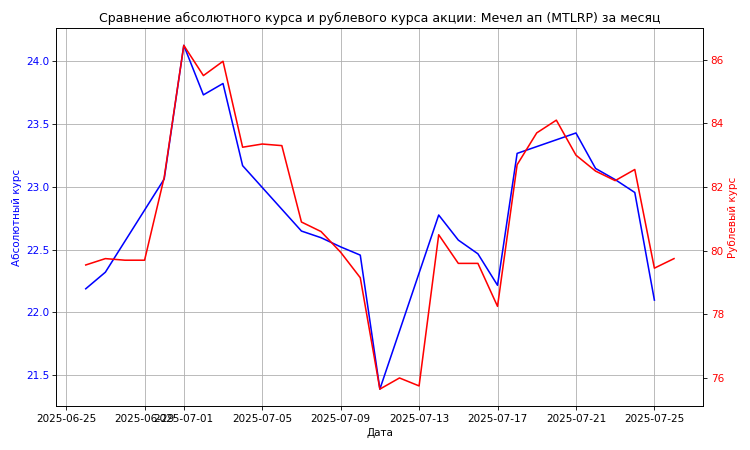 Сравнение абсолютного курса и рублевого курса акции: Мечел ап (MTLRP) за месяц
24.0
23.5
23.0
22.5
22.0
21.5
Абсолютный курс
86
84
82
80
78
76
Рублевый курс
2025-06-25 2025-06-29 2025-07-01 2025-07-05 2025-07-09 2025-07-13 2025-07-17 2025-07-21 2025-07-25
Дата